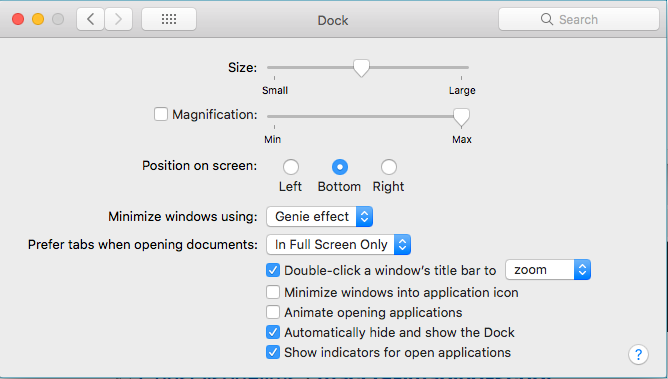 Dock
Search
Size:
Small Large
Magnification:
Min Max
Position on screen:
Left Bottom Right
Minimize windows using: Genie effect
Prefer tabs when opening documents: In Full Screen Only
Double-click a window's title bar to zoom
Minimize windows into application icon
Animate opening applications
Automatically hide and show the Dock
Show indicators for open applications
?